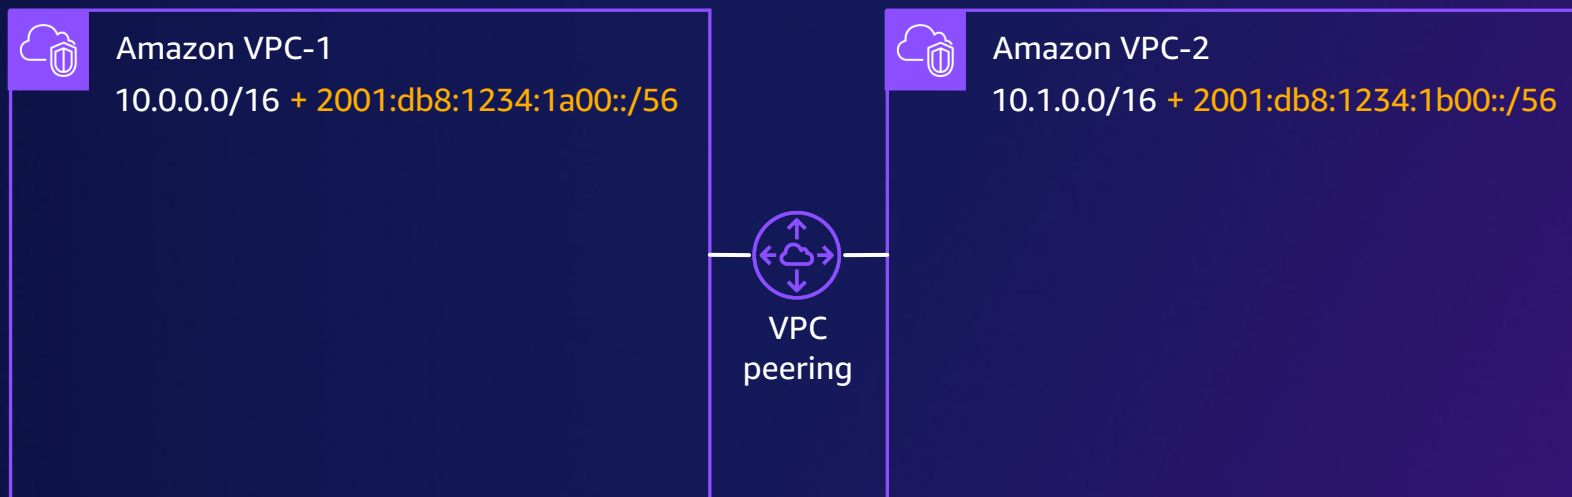 Amazon VPC-1
10.0.0.0/16 + 2001:db8:1234:1a00::/56
Amazon VPC-2
10.1.0.0/16 + 2001:db8:1234:1b00::/56
VPC
peering